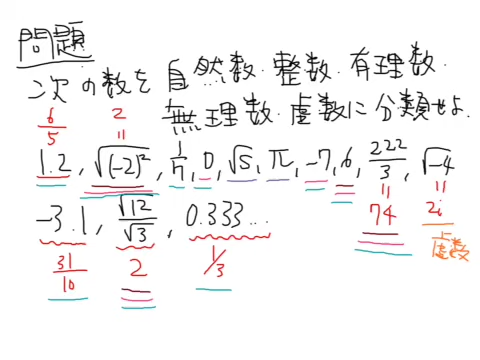 問題
次の数を自然数・整数・有理数・
無理数・虚数に分類せよ.
6/5 2
1.2, √(-2)², 1/7, 0, √5, π, -7, 6, 222/3, √-4
74 2i
虚数
-3.1, √12/√3, 0.333...
31/10 2 1/3